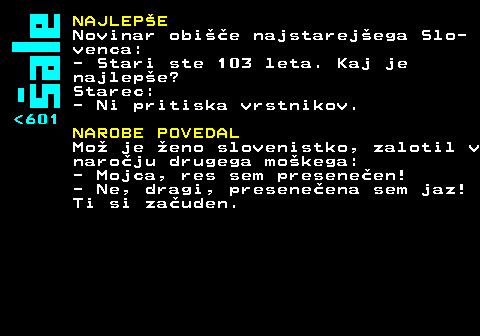 šale
<601
NAJLEPŠE
Novinar obišče najstarejšega Slo-
venca:
- Stari ste 103 leta. Kaj je
najlepše?
Starec:
- Ni pritiska vrstnikov.
NAROBE POVEDAL
Mož je ženo slovenistko, zalotil v
naročju drugega moškega:
- Mojca, res sem presenečen!
- Ne, dragi, presenečena sem jaz!
Ti si začuden.